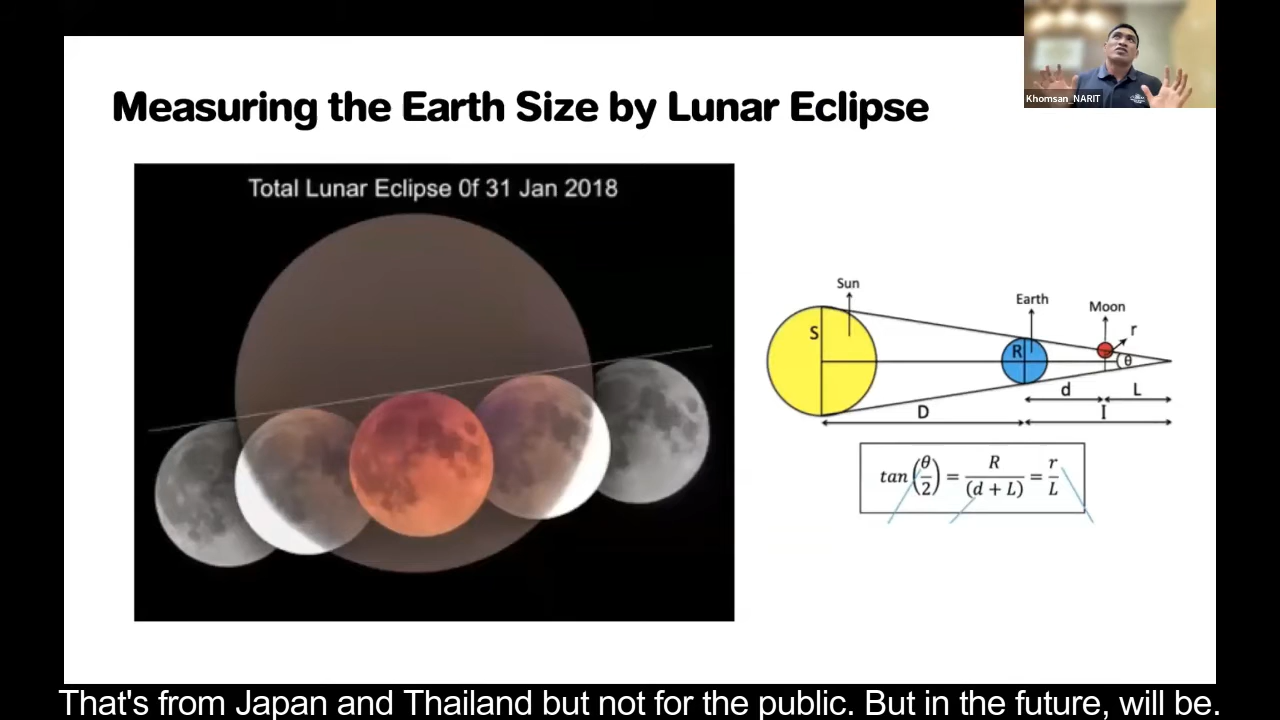 Khomsan_NARIT
Measuring the Earth Size by Lunar Eclipse
Total Lunar Eclipse 0f 31 Jan 2018
Sun
Earth
Moon
S
R
r
θ
d
L
D
I
tan (θ/2) = R/(d + L) = r/L
That's from Japan and Thailand but not for the public. But in the future, will be.